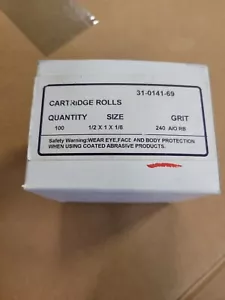 31-0141-69
CARTRIDGE ROLLS
QUANTITY SIZE GRIT
100 1/2 X 1 X 1/8 240 A/O RB
Safety Warning:WEAR EYE,FACE AND BODY PROTECTION
WHEN USING COATED ABRASIVE PRODUCTS.